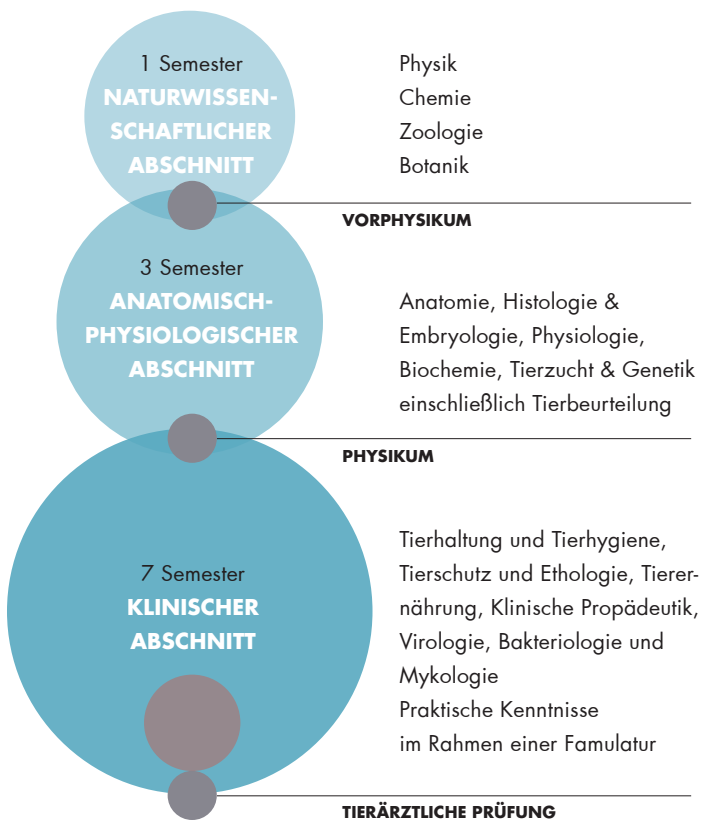 1 Semester
NATURWISSEN-
SCHAFTLICHER
ABSCHNITT
Physik
Chemie
Zoologie
Botanik
VORPHYSIKUM
3 Semester
ANATOMISCH-
PHYSIOLOGISCHER
ABSCHNITT
Anatomie, Histologie &
Embryologie, Physiologie,
Biochemie, Tierzucht & Genetik
einschließlich Tierbeurteilung
PHYSIKUM
7 Semester
KLINISCHER
ABSCHNITT
Tierhaltung und Tierhygiene,
Tierschutz und Ethologie, Tierer-
nährung, Klinische Propädeutik,
Virologie, Bakteriologie und
Mykologie
Praktische Kenntnisse
im Rahmen einer Famulatur
TIERÄRZTLICHE PRÜFUNG